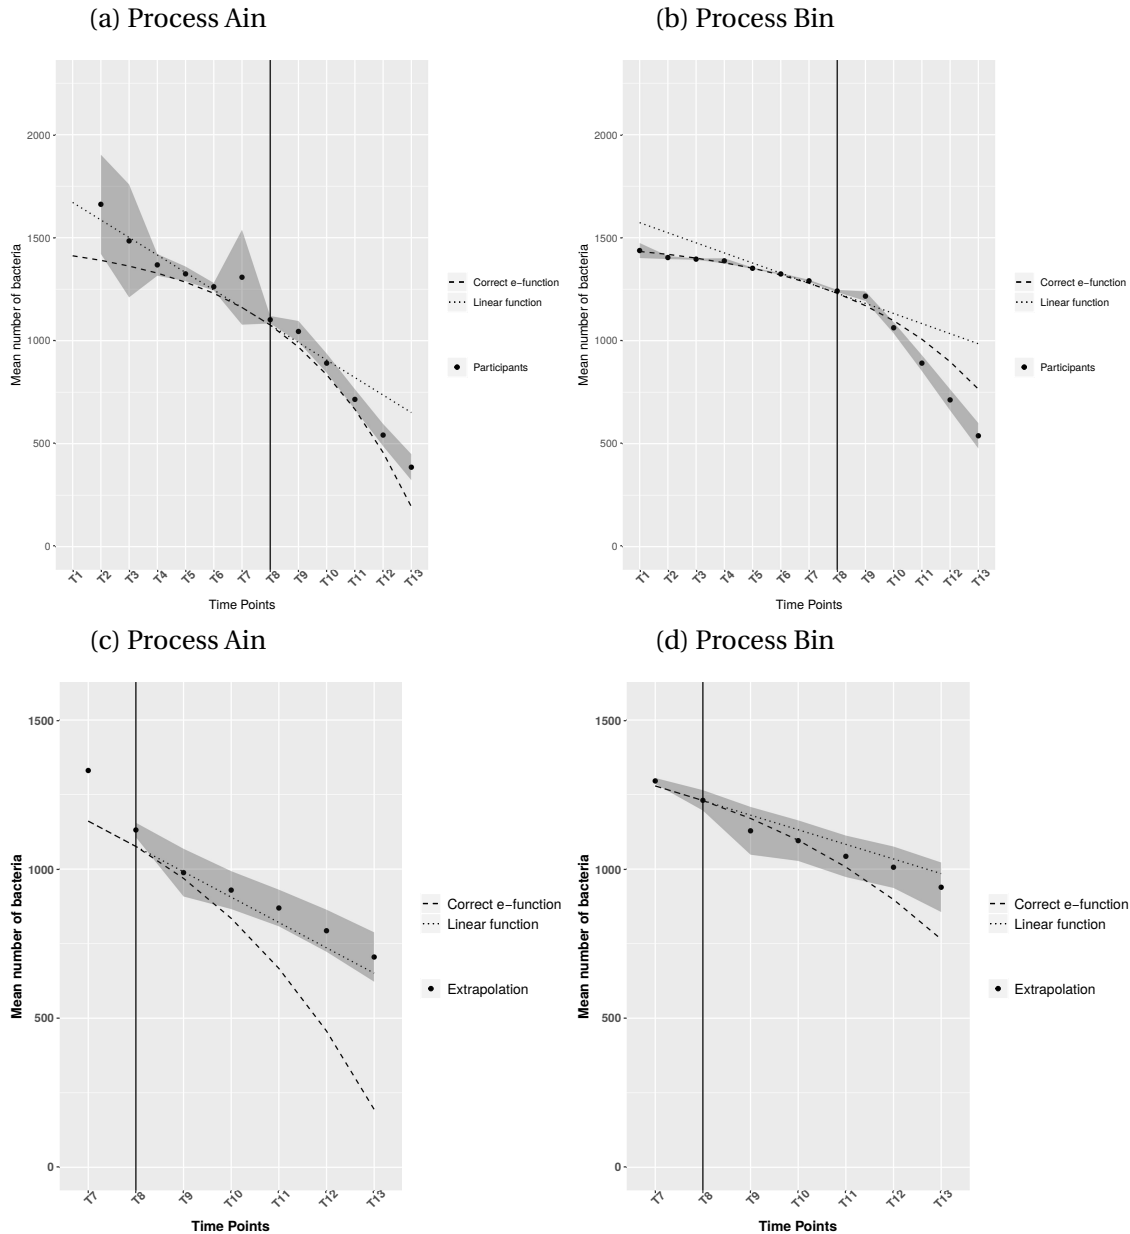 (a) Process Ain
2000
1500
1000
500
0
Mean number of bacteria
T1 T2 T3 T4 T5 T6 T7 T8 T9 T10 T11 T12 T13
Time Points
Correct e−function
Linear function
Participants
(b) Process Bin
2000
1500
1000
500
0
Mean number of bacteria
T1 T2 T3 T4 T5 T6 T7 T8 T9 T10 T11 T12 T13
Time Points
Correct e−function
Linear function
Participants
(c) Process Ain
1500
1000
500
0
Mean number of bacteria
T7 T8 T9 T10 T11 T12 T13
Time Points
Correct e−function
Linear function
Extrapolation
(d) Process Bin
1500
1000
500
0
Mean number of bacteria
T7 T8 T9 T10 T11 T12 T13
Time Points
Correct e−function
Linear function
Extrapolation